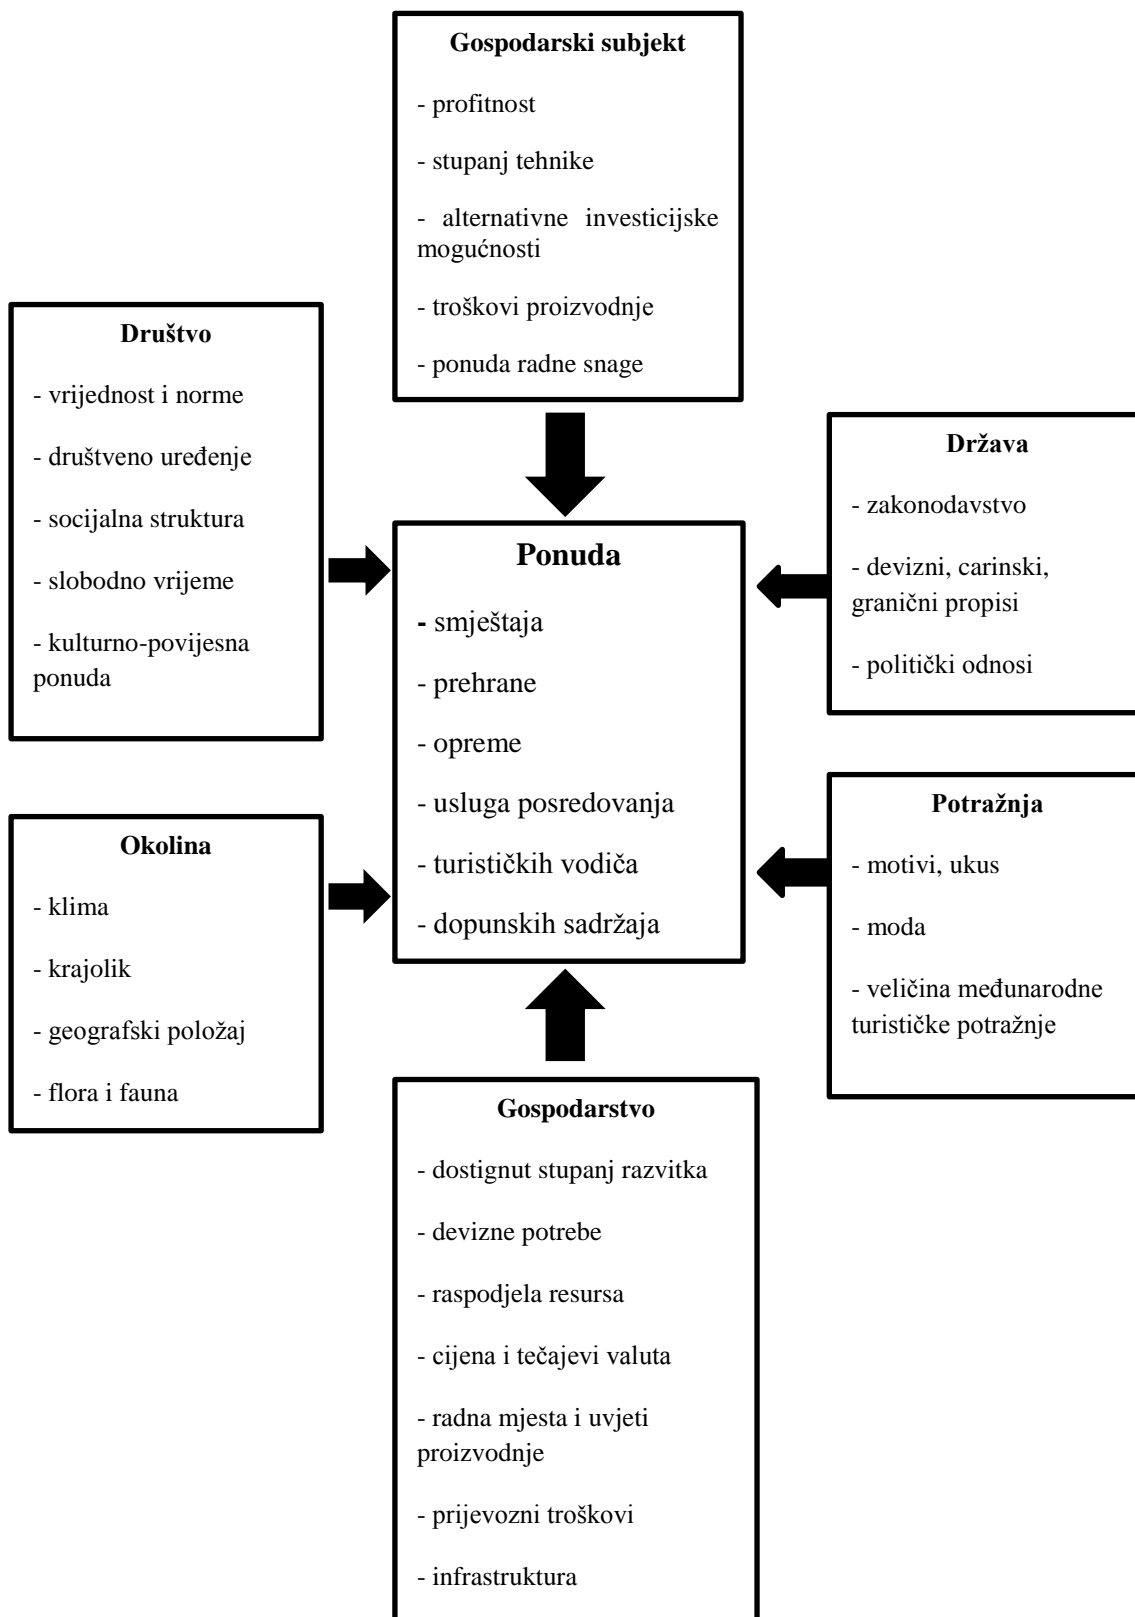 Gospodarski subjekt
- profitnost
- stupanj tehnike
- alternativne investicijske
mogućnosti
- troškovi proizvodnje
- ponuda radne snage
Društvo
- vrijednost i norme
- društveno uređenje
- socijalna struktura
- slobodno vrijeme
- kulturno-povijesna
ponuda
Država
- zakonodavstvo
- devizni, carinski,
granični propisi
- politički odnosi
Ponuda
- smještaja
- prehrane
- opreme
- usluga posredovanja
- turističkih vodiča
- dopunskih sadržaja
Okolina
- klima
- krajolik
- geografski položaj
- flora i fauna
Potražnja
- motivi, ukus
- moda
- veličina međunarodne
turističke potražnje
Gospodarstvo
- dostignut stupanj razvitka
- devizne potrebe
- raspodjela resursa
- cijena i tečajevi valuta
- radna mjesta i uvjeti
proizvodnje
- prijevozni troškovi
- infrastruktura